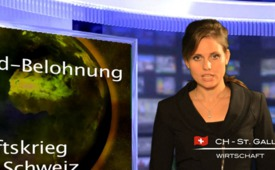 d-Belohnung
ftskrieg
Schweiz
CH - St. Gall
WIRTSCHAFT